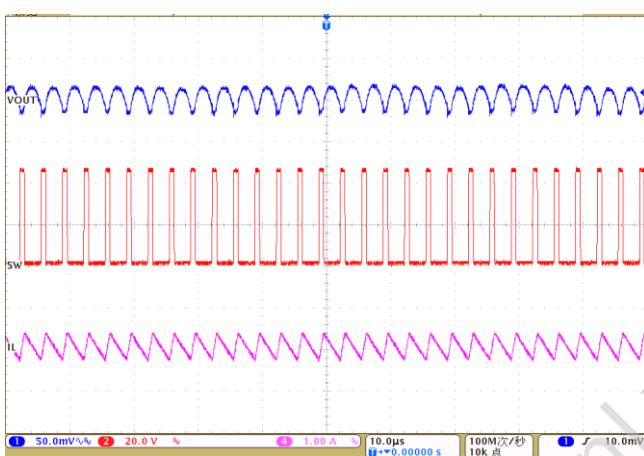 T
VOUT
SW
IL
1 50.0mV 2 20.0 V 4 1.00 A 10.0µs 100M次/秒 1 10.0mV
T→▼0.00000 s 10k 点